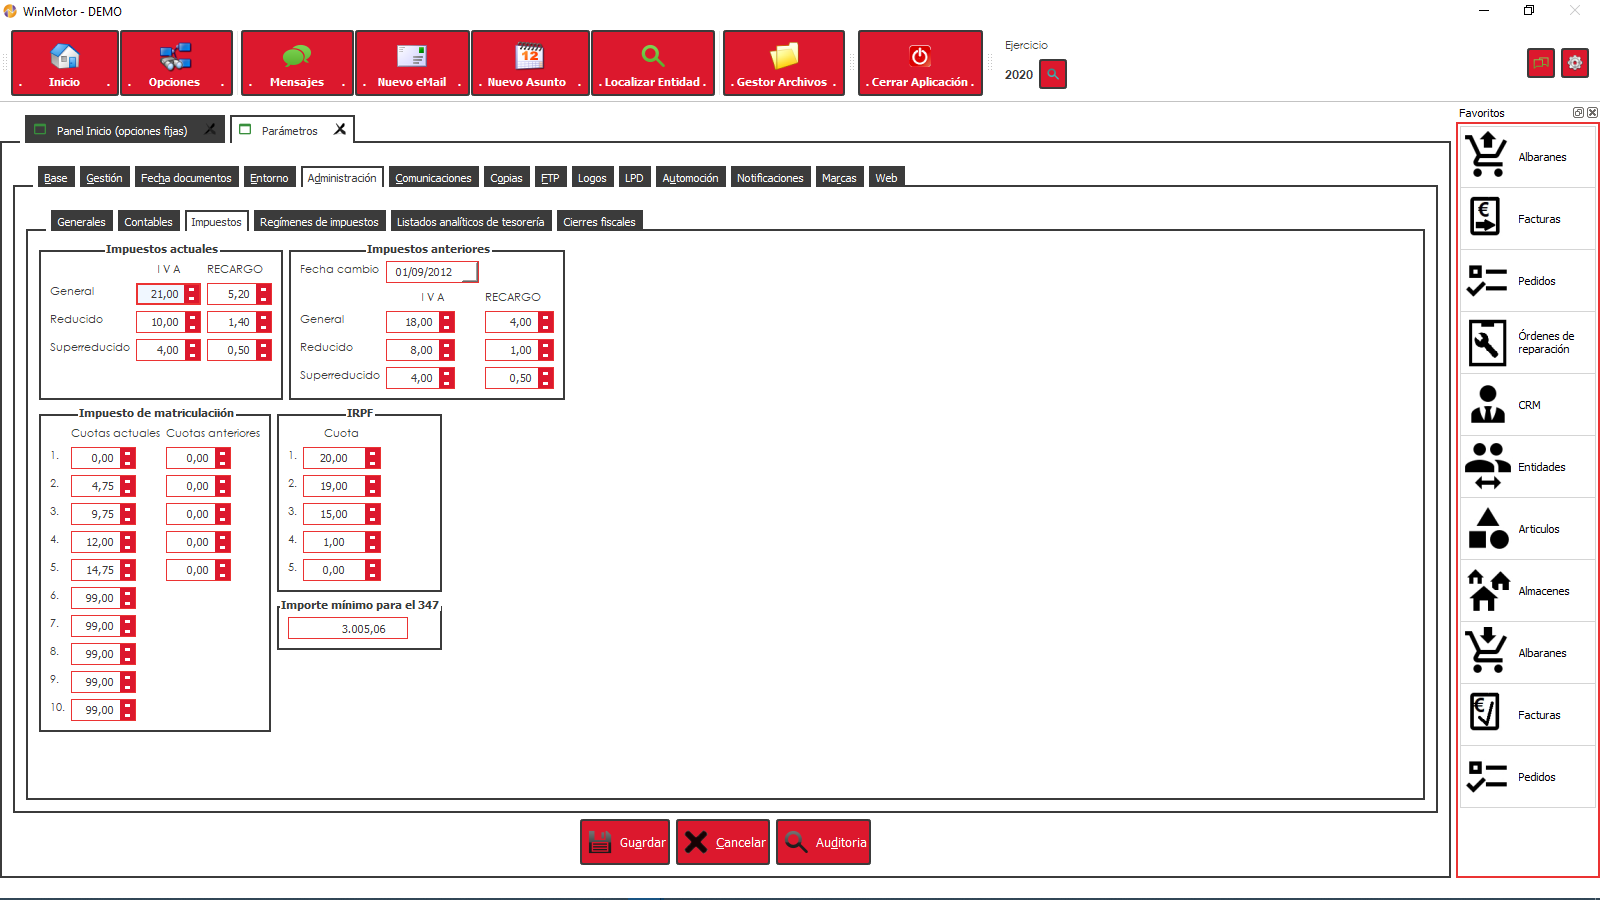 WinMotor - DEMO
. Inicio .
. Opciones .
. Mensajes .
. Nuevo eMail .
. Nuevo Asunto .
. Localizar Entidad .
. Gestor Archivos .
. Cerrar Aplicación .
Ejercicio
2020
Panel Inicio (opciones fijas)
Parámetros
Favoritos
Base
Gestión
Fecha documentos
Entorno
Administración
Comunicaciones
Copias
FTP
Logos
LPD
Automoción
Notificaciones
Marcas
Web
Generales
Contables
Impuestos
Regímenes de impuestos
Listados analíticos de tesorería
Cierres fiscales
Impuestos actuales
I V A RECARGO
General 21,00 5,20
Reducido 10,00 1,40
Superreducido 4,00 0,50
Impuestos anteriores
Fecha cambio 01/09/2012
I V A RECARGO
General 18,00 4,00
Reducido 8,00 1,00
Superreducido 4,00 0,50
Impuesto de matriculaciión
Cuotas actuales Cuotas anteriores
1. 0,00 0,00
2. 4,75 0,00
3. 9,75 0,00
4. 12,00 0,00
5. 14,75 0,00
6. 99,00
7. 99,00
8. 99,00
9. 99,00
10. 99,00
IRPF
Cuota
1. 20,00
2. 19,00
3. 15,00
4. 1,00
5. 0,00
Importe mínimo para el 347
3.005,06
Guardar
Cancelar
Auditoria
Albaranes
Facturas
Pedidos
Órdenes de
reparación
CRM
Entidades
Articulos
Almacenes
Albaranes
Facturas
Pedidos